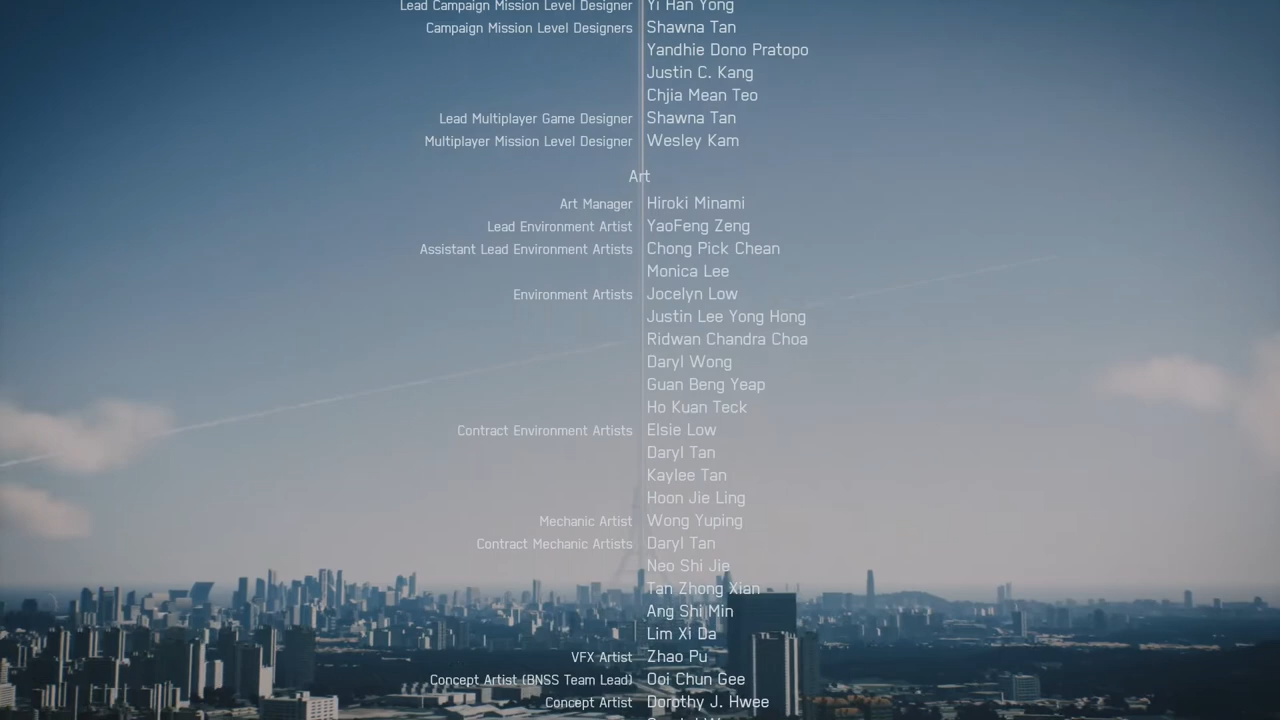 Lead Campaign Mission Level Designer Yi Han Yong
Campaign Mission Level Designers Shawna Tan
Yandhie Dono Pratopo
Justin C. Kang
Chjia Mean Teo
Lead Multiplayer Game Designer Shawna Tan
Multiplayer Mission Level Designer Wesley Kam
Art
Art Manager Hiroki Minami
Lead Environment Artist YaoFeng Zeng
Assistant Lead Environment Artists Chong Pick Chean
Monica Lee
Environment Artists Jocelyn Low
Justin Lee Yong Hong
Ridwan Chandra Choa
Daryl Wong
Guan Beng Yeap
Ho Kuan Teck
Contract Environment Artists Elsie Low
Daryl Tan
Kaylee Tan
Hoon Jie Ling
Mechanic Artist Wong Yuping
Contract Mechanic Artists Daryl Tan
Neo Shi Jie
Tan Zhong Xian
Ang Shi Min
Lim Xi Da
VFX Artist Zhao Pu
Concept Artist (BNSS Team Lead) Ooi Chun Gee
Concept Artist Dorothy J. Hwee